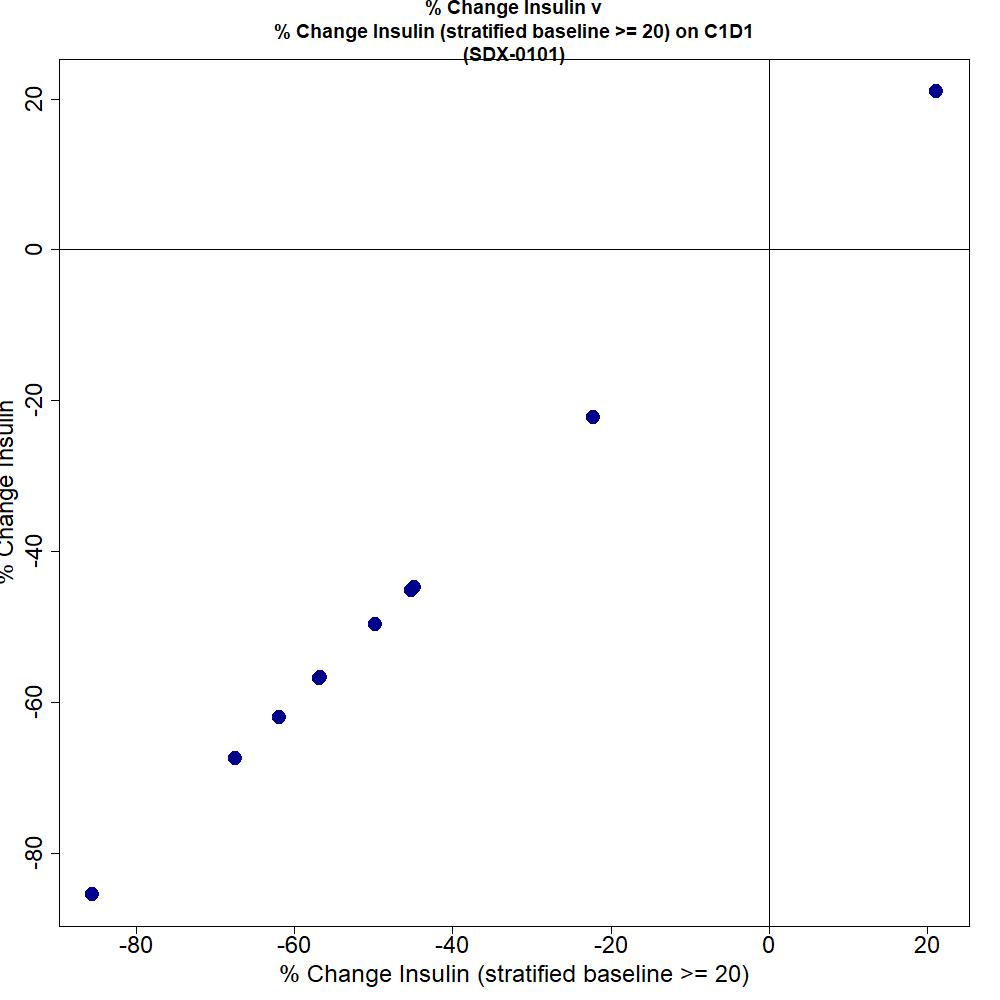 % Change Insulin v
% Change Insulin (stratified baseline >= 20) on C1D1
(SDX-0101)
% Change Insulin
20
0
-20
-40
-60
-80
-80
-60
-40
-20
0
20
% Change Insulin (stratified baseline >= 20)